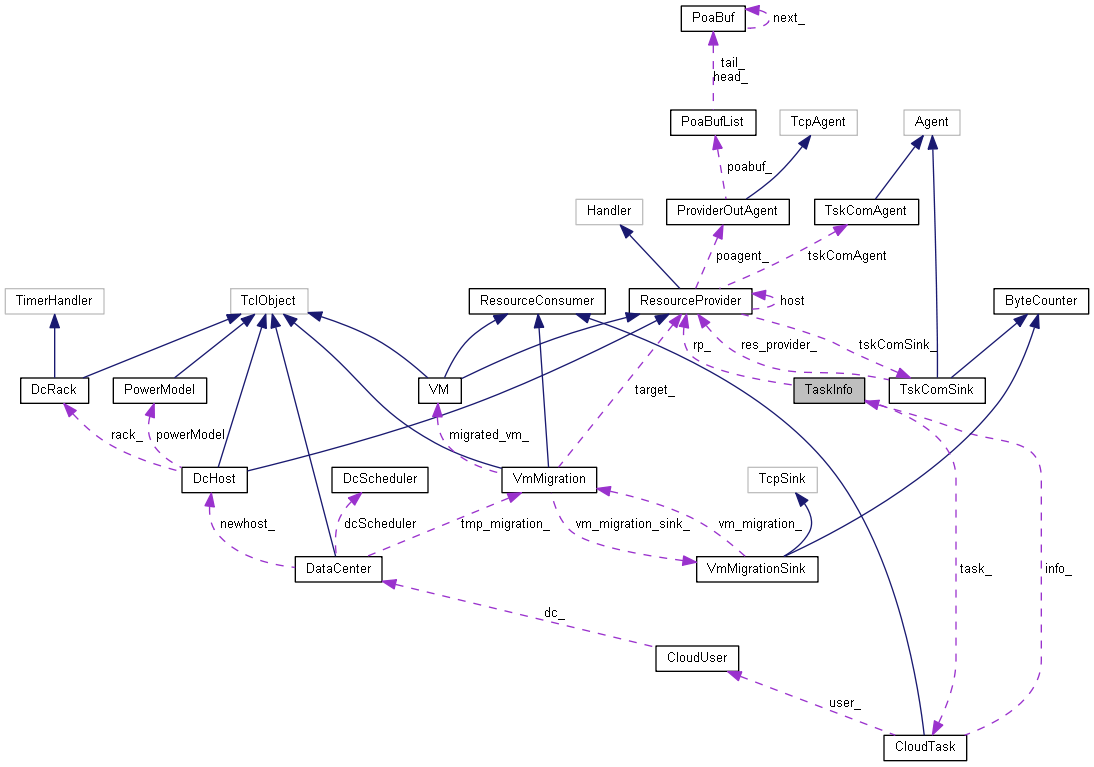 PoaBuf
next_
tail_
head_
PoaBufList
TcpAgent
Agent
poabuf_
Handler
ProviderOutAgent
TskComAgent
poagent_
tskComAgent
TimerHandler
TclObject
ResourceConsumer
ResourceProvider
host
ByteCounter
rp_
res_provider_
tskComSink_
DcRack
PowerModel
VM
target_
TaskInfo
TskComSink
rack_
powerModel
migrated_vm_
DcHost
DcScheduler
VmMigration
TcpSink
newhost_
dcScheduler
tmp_migration_
vm_migration_sink_
vm_migration_
DataCenter
VmMigrationSink
task_
info_
dc_
CloudUser
user_
CloudTask